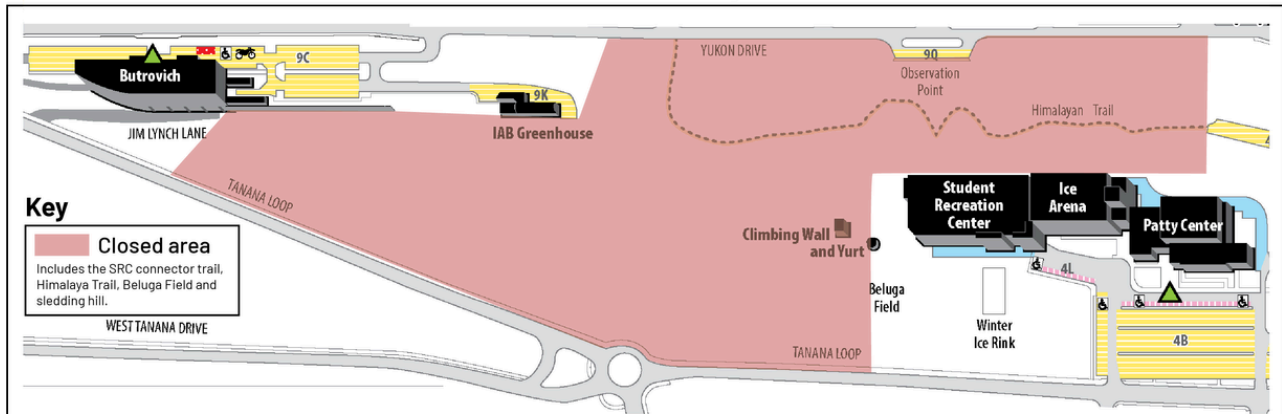 YUKON DRIVE
9Q
Observation
Point
9C
Butrovich
9K
IAB Greenhouse
Himalayan Trail
JIM LYNCH LANE
TANANA LOOP
Key
Closed area
Includes the SRC connector trail,
Himalaya Trail, Beluga Field and
sledding hill.
WEST TANANA DRIVE
Student
Recreation
Center
Ice
Arena
Patty Center
Climbing Wall
and Yurt
4L
Beluga
Field
Winter
Ice Rink
4B
TANANA LOOP